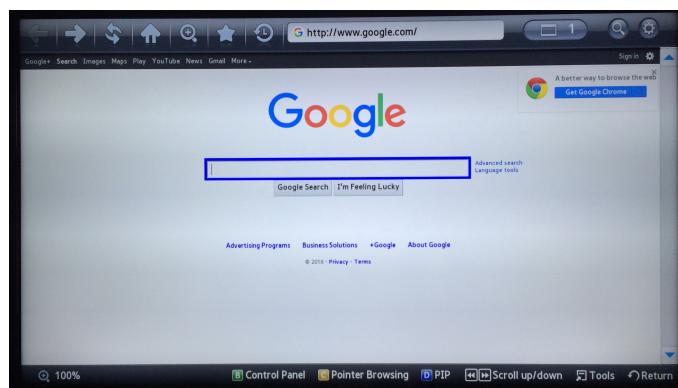 G http://www.google.com/ 1
Google+ Search Images Maps Play YouTube News Gmail More
Sign in
A better way to browse the web
Get Google Chrome
Google
Advanced search
Language tools
Google Search I'm Feeling Lucky
Advertising Programs Business Solutions +Google About Google
© 2016 - Privacy - Terms
100% B Control Panel C Pointer Browsing D PIP Scroll up/down Tools Return